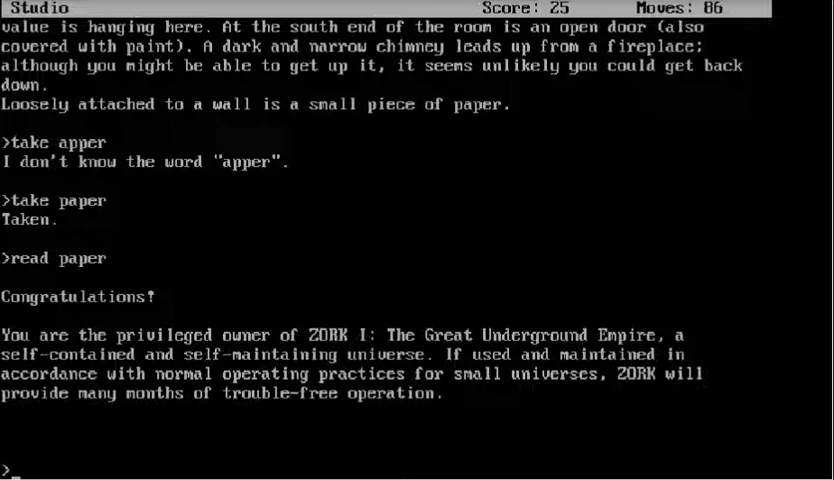 Studio Score: 25 Moves: 86
value is hanging here. At the south end of the room is an open door (also
covered with paint). A dark and narrow chimney leads up from a fireplace;
although you might be able to get up it, it seems unlikely you could get back
down.
Loosely attached to a wall is a small piece of paper.
>take apper
I don't know the word "apper".
>take paper
Taken.
>read paper
Congratulations!
You are the privileged owner of ZORK I: The Great Underground Empire, a
self-contained and self-maintaining universe. If used and maintained in
accordance with normal operating practices for small universes, ZORK will
provide many months of trouble-free operation.
>_